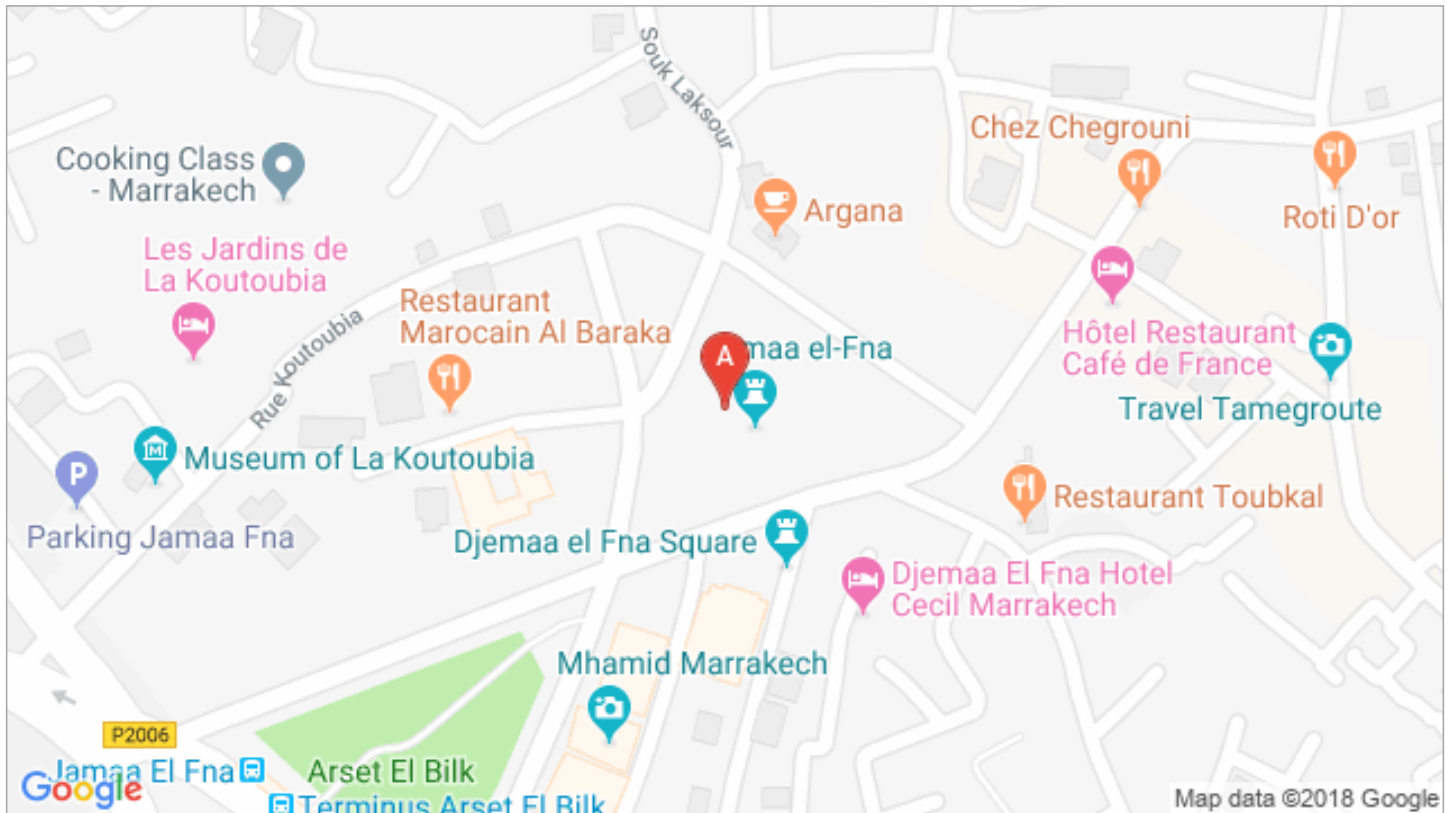 Souk Laksour
Chez Chegrouni
Cooking Class
- Marrakech
Argana
Roti D'or
Les Jardins de
La Koutoubia
Restaurant
Marocain Al Baraka
Rue Koutoubia
A
maa el-Fna
Hôtel Restaurant
Café de France
Travel Tamegroute
M
Museum of La Koutoubia
P
Parking Jamaa Fna
Restaurant Toubkal
Djemaa el Fna Square
Djemaa El Fna Hotel
Cecil Marrakech
Mhamid Marrakech
P2006
Jamaa El Fna
Arset El Bilk
Google
Terminus Arset El Bilk
Map data ©2018 Google